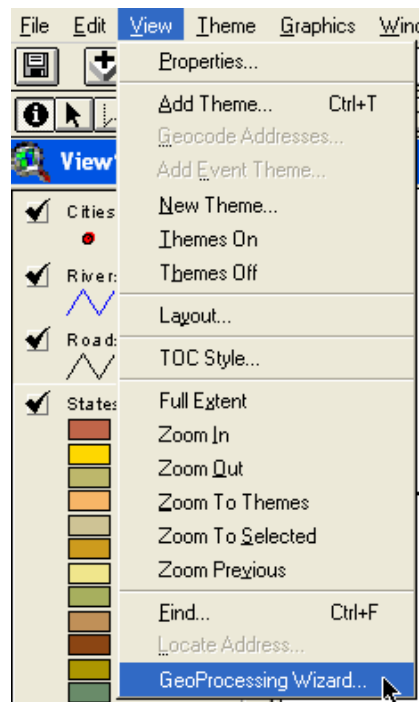 File Edit View Theme Graphics
Properties...
Add Theme... Ctrl+T
Geocode Addresses...
Add Event Theme...
New Theme...
Themes On
Themes Off
Layout...
TOC Style...
Full Extent
Zoom In
Zoom Out
Zoom To Themes
Zoom To Selected
Zoom Previous
Find... Ctrl+F
Locate Address...
GeoProcessing Wizard...
Cities
States